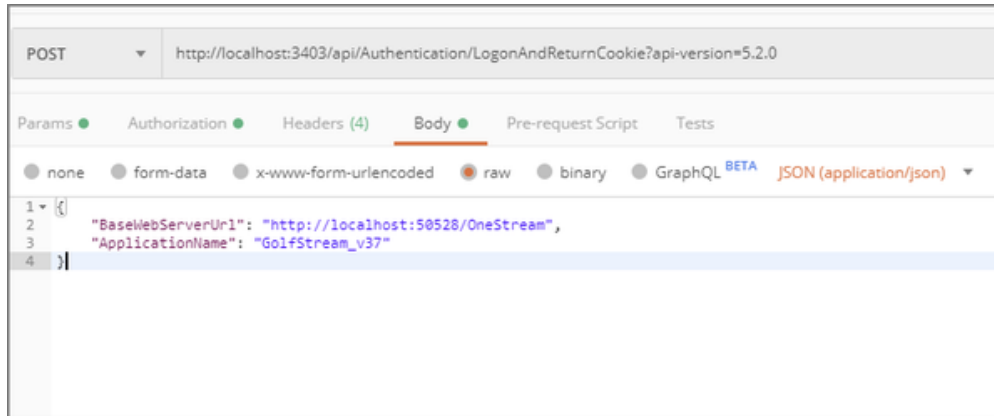 POST http://localhost:3403/api/Authentication/LogonAndReturnCookie?api-version=5.2.0
Params Authorization Headers (4) Body Pre-request Script Tests
none form-data x-www-form-urlencoded raw binary GraphQL BETA JSON (application/json)
1 {
2 "BaseWebServerUrl": "http://localhost:50528/OneStream",
3 "ApplicationName": "GolfStream_v37"
4 }